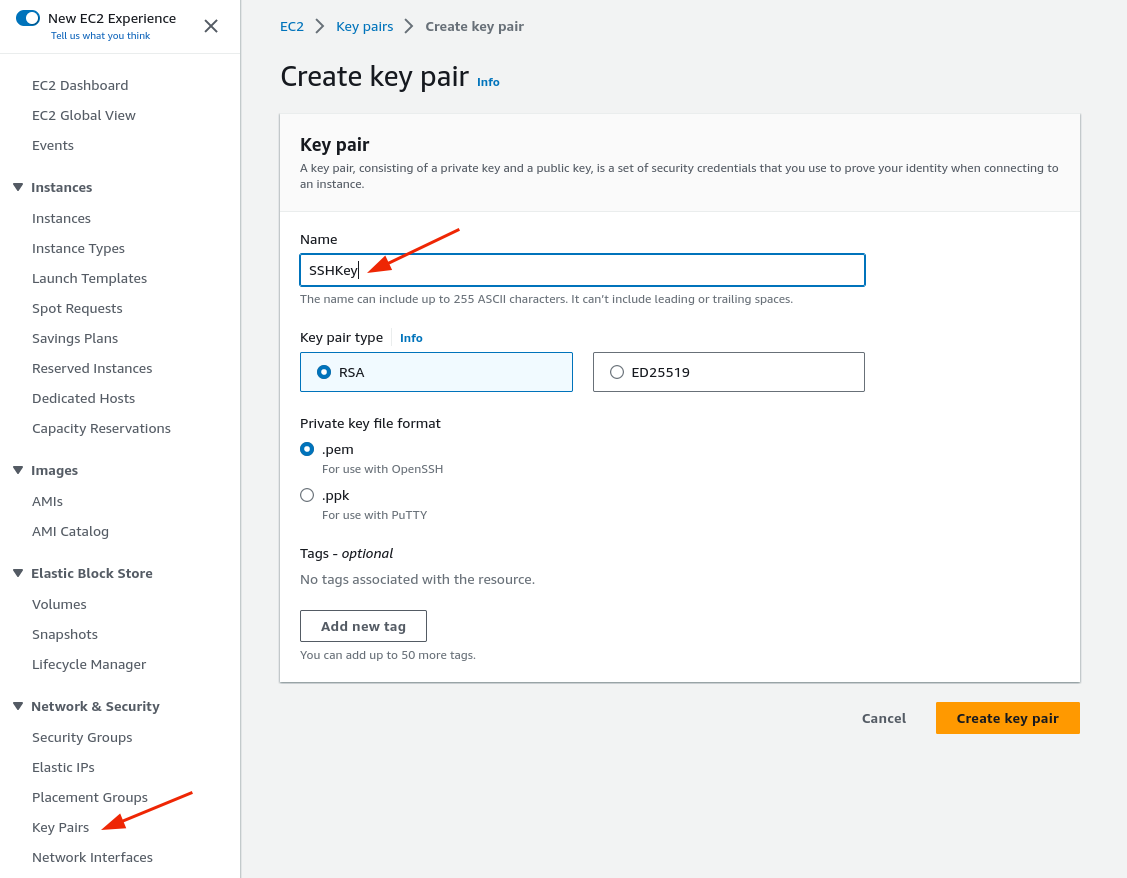 New EC2 Experience
Tell us what you think
EC2 Dashboard
EC2 Global View
Events
Instances
Instances
Instance Types
Launch Templates
Spot Requests
Savings Plans
Reserved Instances
Dedicated Hosts
Capacity Reservations
Images
AMIs
AMI Catalog
Elastic Block Store
Volumes
Snapshots
Lifecycle Manager
Network & Security
Security Groups
Elastic IPs
Placement Groups
Key Pairs
Network Interfaces
EC2 > Key pairs > Create key pair
Create key pair Info
Key pair
A key pair, consisting of a private key and a public key, is a set of security credentials that you use to prove your identity when connecting to
an instance.
Name
SSHKey
The name can include up to 255 ASCII characters. It can't include leading or trailing spaces.
Key pair type Info
RSA ED25519
Private key file format
.pem
For use with OpenSSH
.ppk
For use with PuTTY
Tags - optional
No tags associated with the resource.
Add new tag
You can add up to 50 more tags.
Cancel Create key pair